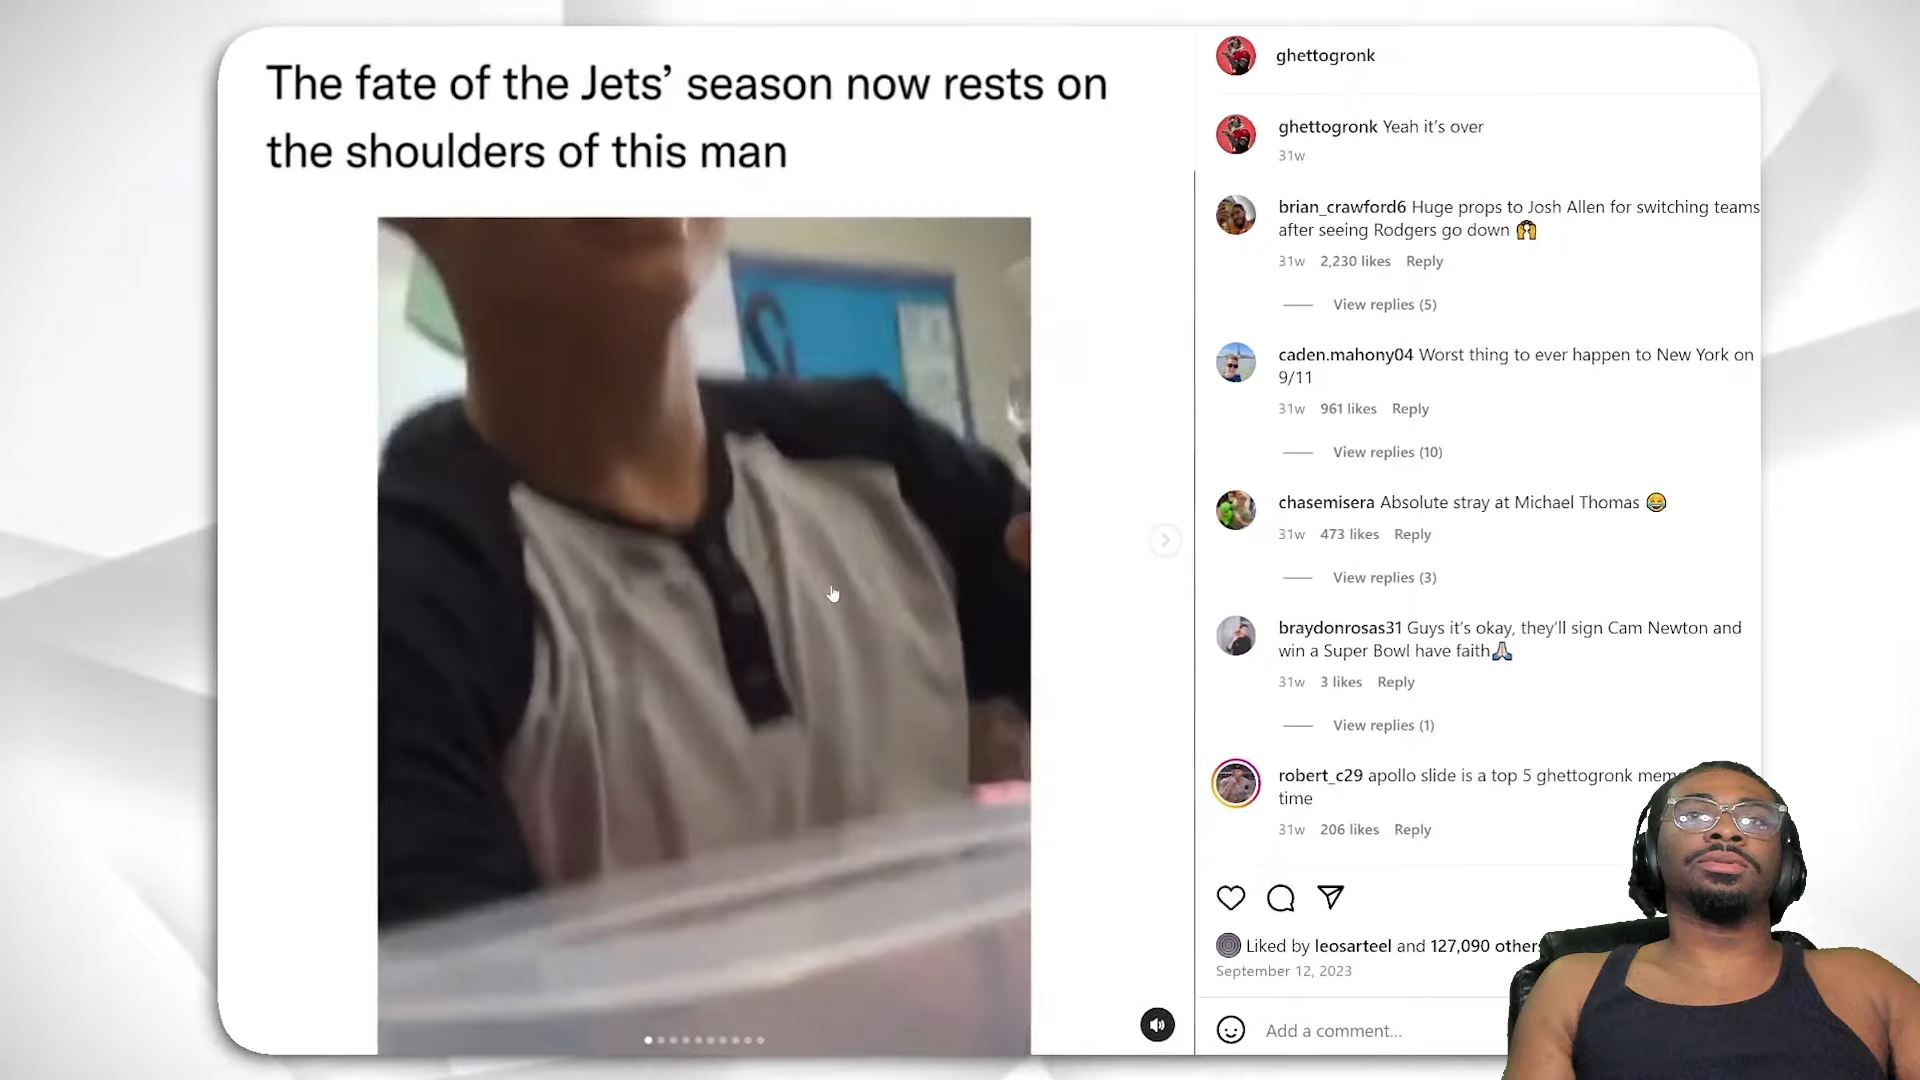 The fate of the Jets’ season now rests on
the shoulders of this man
ghettogronk
ghettogronk Yeah it’s over
31w
brian_crawford6 Huge props to Josh Allen for switching teams
after seeing Rodgers go down 🙌
31w 2,230 likes Reply
View replies (5)
caden.mahony04 Worst thing to ever happen to New York on
9/11
31w 961 likes Reply
View replies (10)
chasemisera Absolute stray at Michael Thomas 😂
31w 473 likes Reply
View replies (3)
braydonrosas31 Guys it’s okay, they’ll sign Cam Newton and
win a Super Bowl have faith🙏🏻
31w 3 likes Reply
View replies (1)
robert_c29 apollo slide is a top 5 ghettogronk
time
31w 206 likes Reply
Liked by leosarteel and 127,090
September 12, 2023
Add a comment...